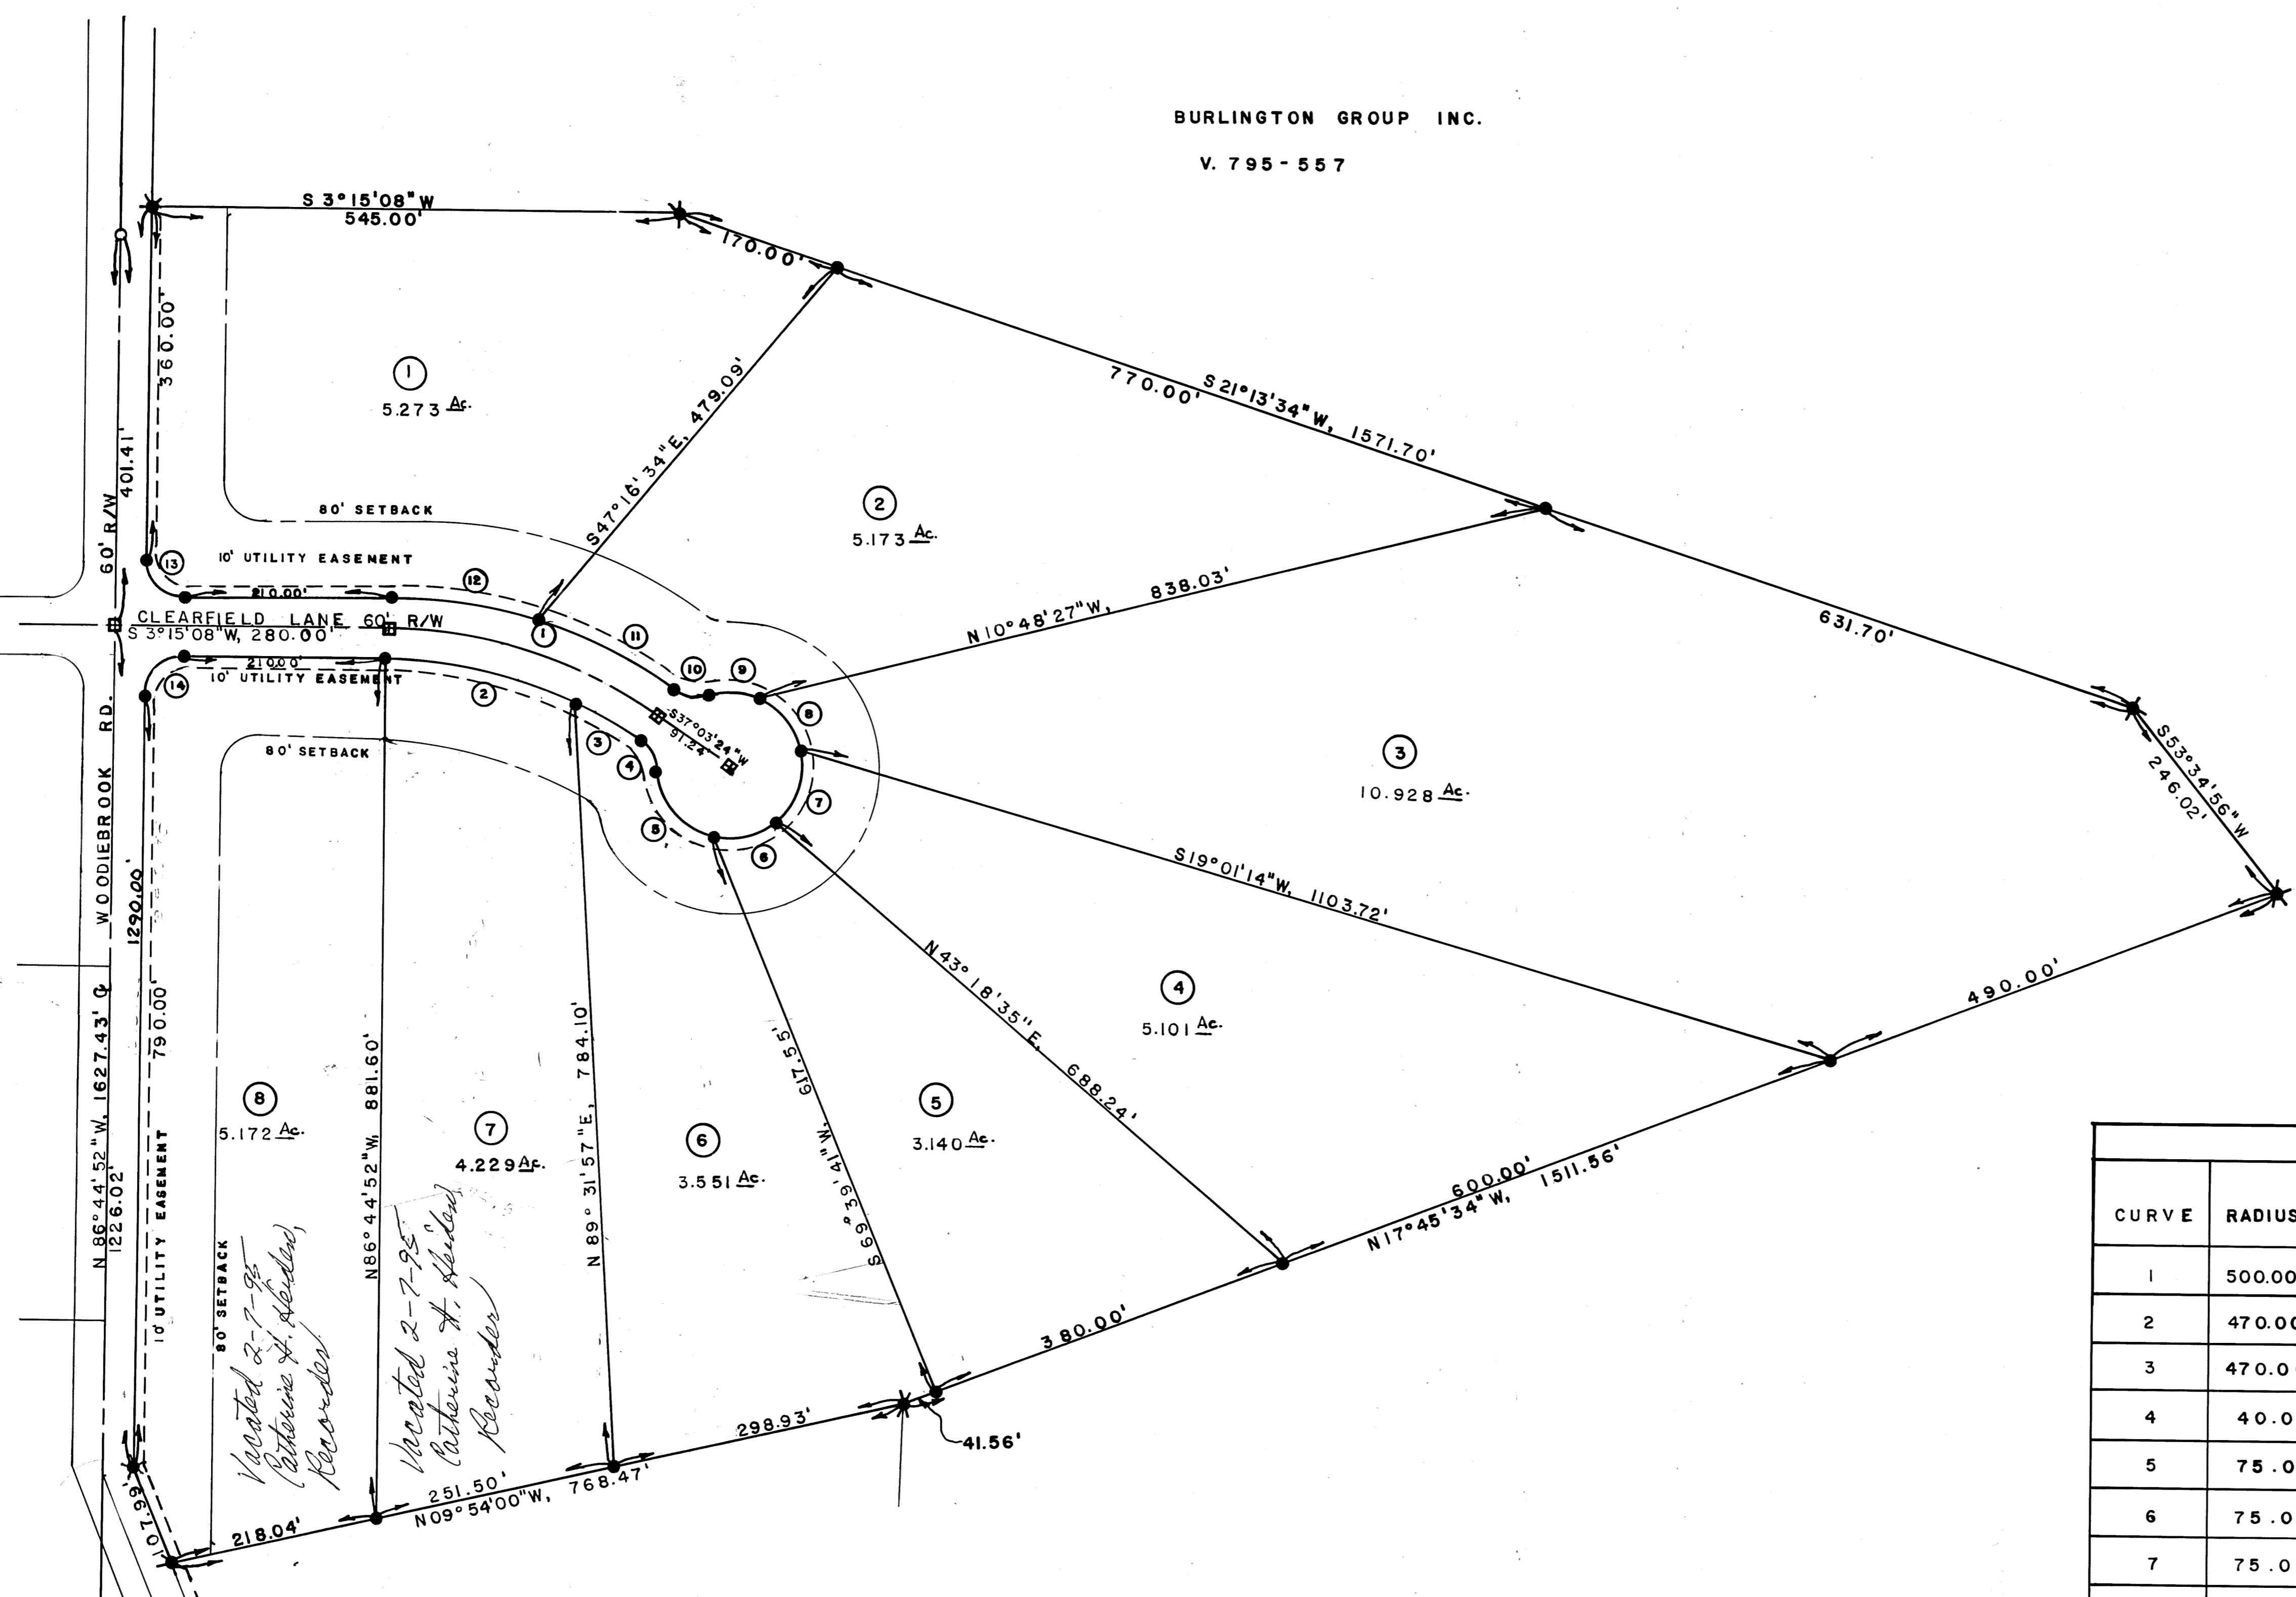 BURLINGTON GROUP INC.
V. 795-557
S 3°15'08" W
545.00'
170.00'
360.00'
401.41'
60' R/W
1
5.273 Ac.
S47°16'34"E, 479.09'
770.00'
S 21°13'34"W, 1571.70'
2
5.173 Ac.
80' SETBACK
10' UTILITY EASEMENT
13
12
210.00'
CLEARFIELD LANE 60' R/W
S 3°15'08"W, 280.00'
1
11
10
9
N10°48'27"W, 838.03'
631.70'
210.00'
10' UTILITY EASEMENT
14
2
80' SETBACK
3
4
5
6
7
8
S37°03'24"W
91.24'
3
10.928 Ac.
S53°34'56"W
246.02'
WOODIEBROOK RD.
1290.00'
790.00'
N 86°44'52"W, 1627.43' ℄
1226.02'
10' UTILITY EASEMENT
80' SETBACK
S19°01'14"W, 1103.72'
N43°18'35"E, 688.24'
4
5.101 Ac.
490.00'
8
5.172 Ac.
N86°44'52"W, 881.60'
7
4.229 Ac.
N 89°31'57"E, 784.10'
6
3.551 Ac.
S 69°39'41"W, 617.55'
5
3.140 Ac.
600.00'
N17°45'34"W, 1511.56'
380.00'
41.56'
298.93'
251.50'
N09°54'00"W, 768.47'
218.04'
107.99'
Vacated 2-7-95
Catherine H. Heiden,
Recorder
Vacated 2-7-95
Catherine H. Heiden,
Recorder
CURVE RADIUS
1 500.00
2 470.00
3 470.0
4 40.0
5 75.0
6 75.0
7 75.0